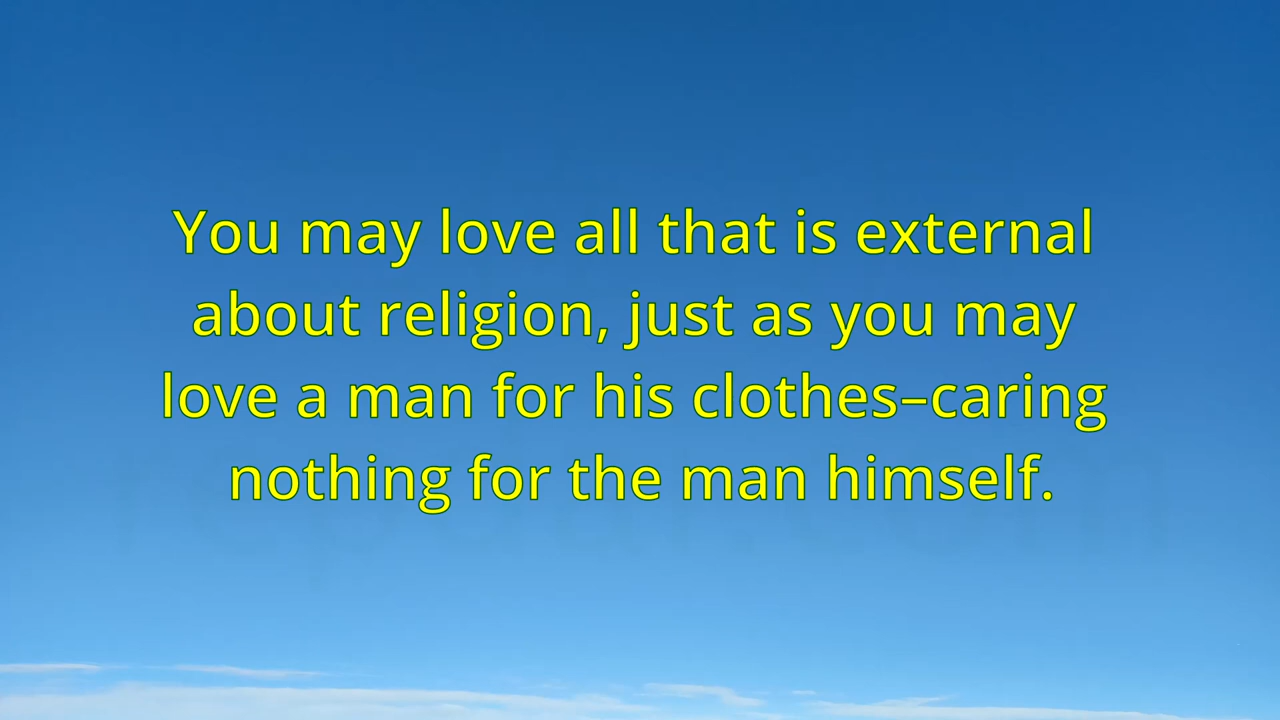 You may love all that is external
about religion, just as you may
love a man for his clothes–caring
nothing for the man himself.